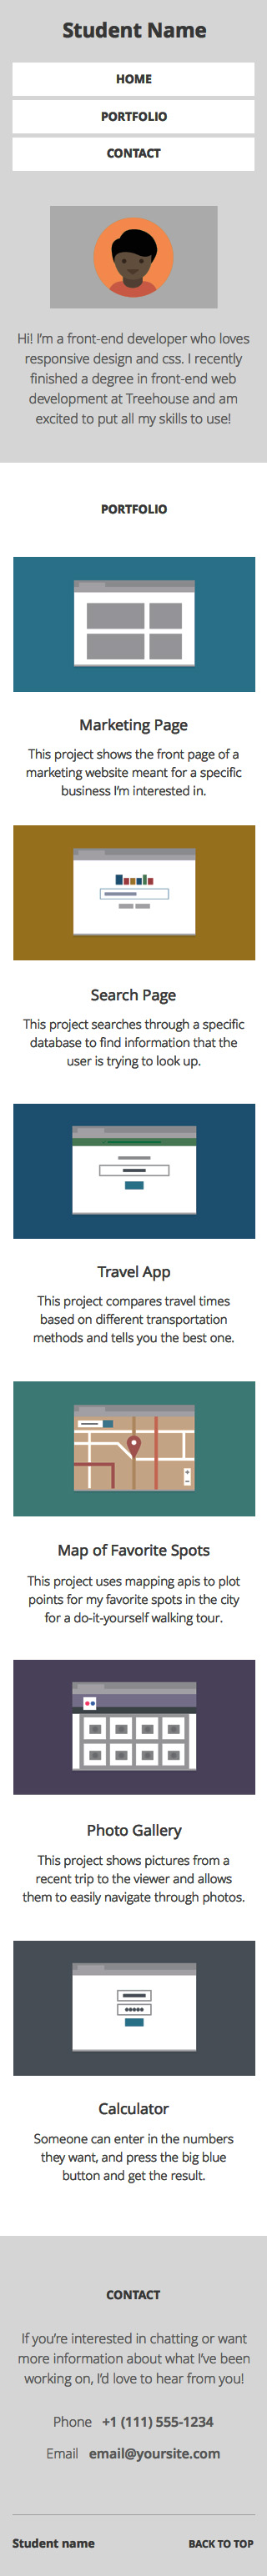 Student Name
HOME
PORTFOLIO
CONTACT
Hi! I'm a front-end developer who loves
responsive design and css. I recently
finished a degree in front-end web
development at Treehouse and am
excited to put all my skills to use!
PORTFOLIO
Marketing Page
This project shows the front page of a
marketing website meant for a specific
business I'm interested in.
Search Page
This project searches through a specific
database to find information that the
user is trying to look up.
Travel App
This project compares travel times
based on different transportation
methods and tells you the best one.
Map of Favorite Spots
This project uses mapping apis to plot
points for my favorite spots in the city
for a do-it-yourself walking tour.
Photo Gallery
This project shows pictures from a
recent trip to the viewer and allows
them to easily navigate through photos.
Calculator
Someone can enter in the numbers
they want, and press the big blue
button and get the result.
CONTACT
If you're interested in chatting or want
more information about what I've been
working on, I'd love to hear from you!
Phone +1 (111) 555-1234
Email email@yoursite.com
Student name BACK TO TOP